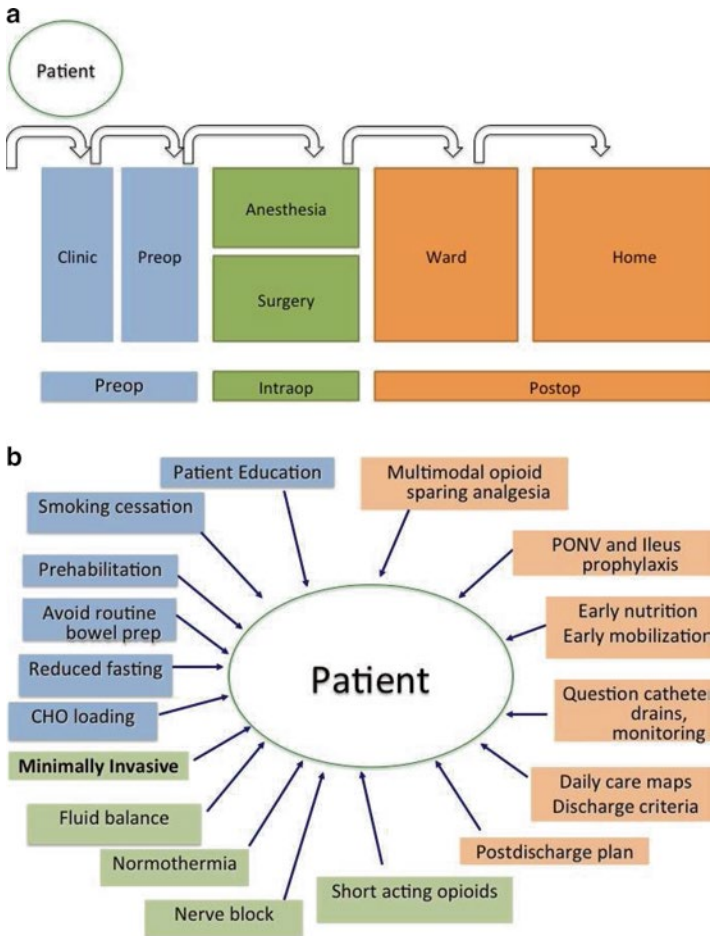 a
Patient
Clinic
Preop
Anesthesia
Surgery
Ward
Home
Preop
Intraop
Postop
b
Patient Education
Smoking cessation
Prehabilitation
Avoid routine
bowel prep
Reduced fasting
CHO loading
Minimally Invasive
Fluid balance
Normothermia
Nerve block
Short acting opioids
Patient
Multimodal opioid
sparing analgesia
PONV and Ileus
prophylaxis
Early nutrition
Early mobilization
Question catheter
drains,
monitoring
Daily care maps
Discharge criteria
Postdischarge plan